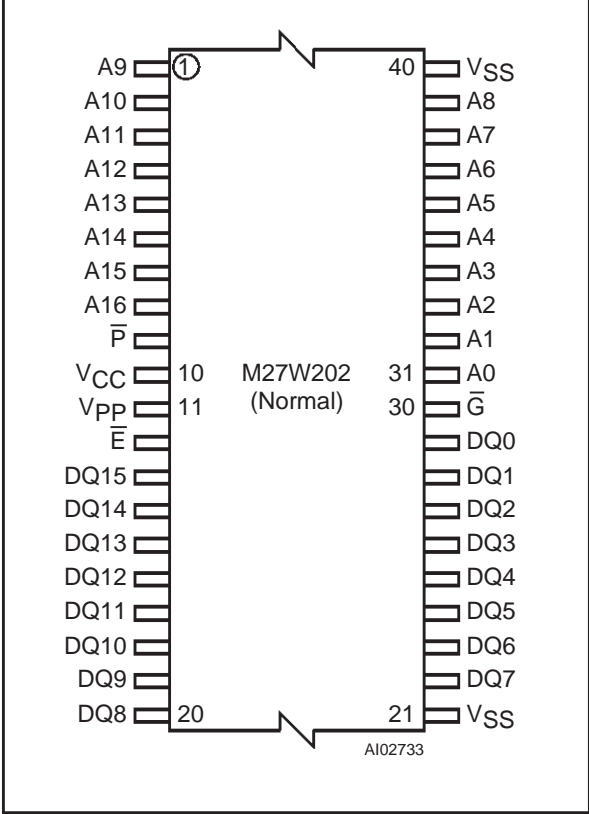 A9 1 40 VSS
A10 A8
A11 A7
A12 A6
A13 A5
A14 A4
A15 A3
A16 A2
P̅ A1
VCC 10 M27W202 31 A0
VPP 11 (Normal) 30 G̅
E̅ DQ0
DQ15 DQ1
DQ14 DQ2
DQ13 DQ3
DQ12 DQ4
DQ11 DQ5
DQ10 DQ6
DQ9 DQ7
DQ8 20 21 VSS
AI02733